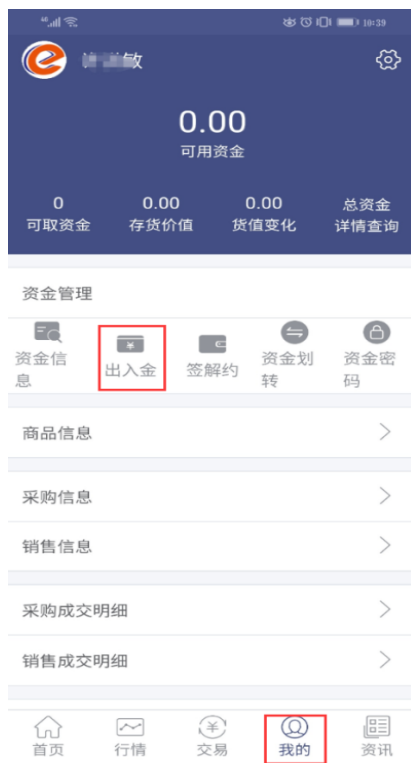 46 10:39
敏
0.00
可用资金
0 0.00 0.00 总资金
可取资金 存货价值 货值变化 详情查询
资金管理
资金信 出入金 签解约 资金划 资金密
息 转 码
商品信息
采购信息
销售信息
采购成交明细
销售成交明细
首页 行情 交易 我的 资讯